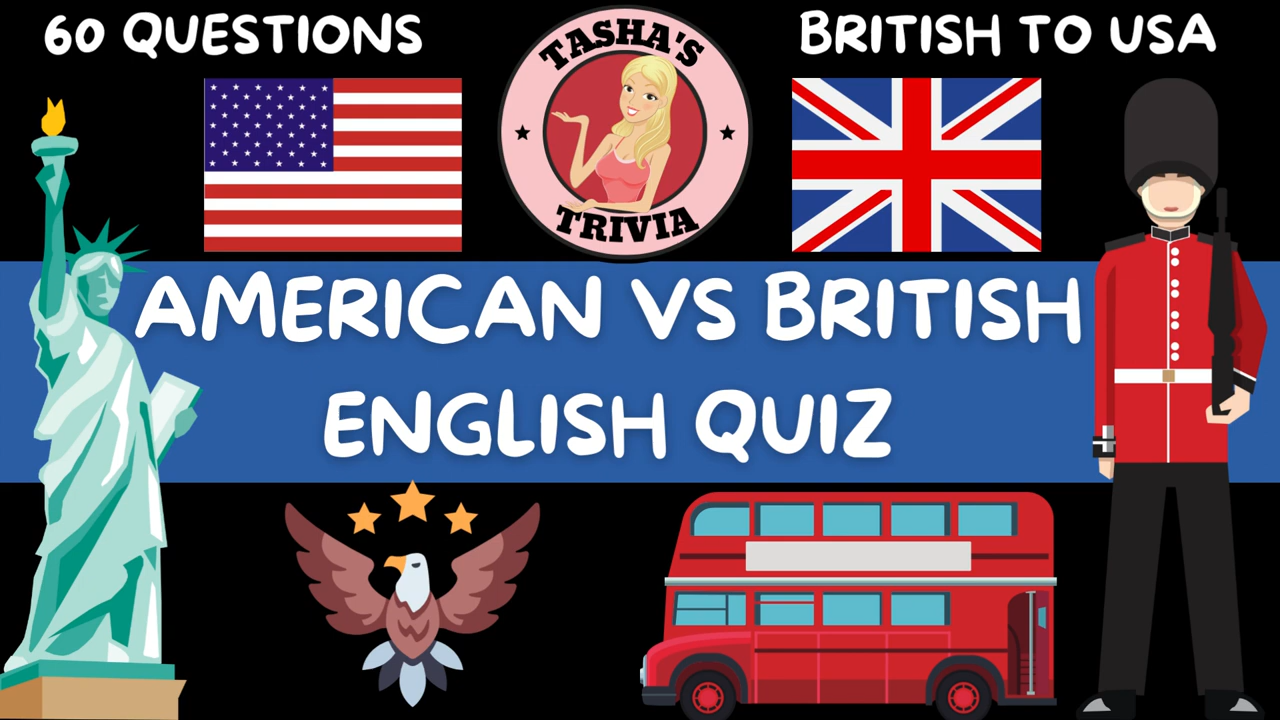 60 QUESTIONS
TASHA'S
TRIVIA
BRITISH TO USA
AMERICAN VS BRITISH
ENGLISH QUIZ